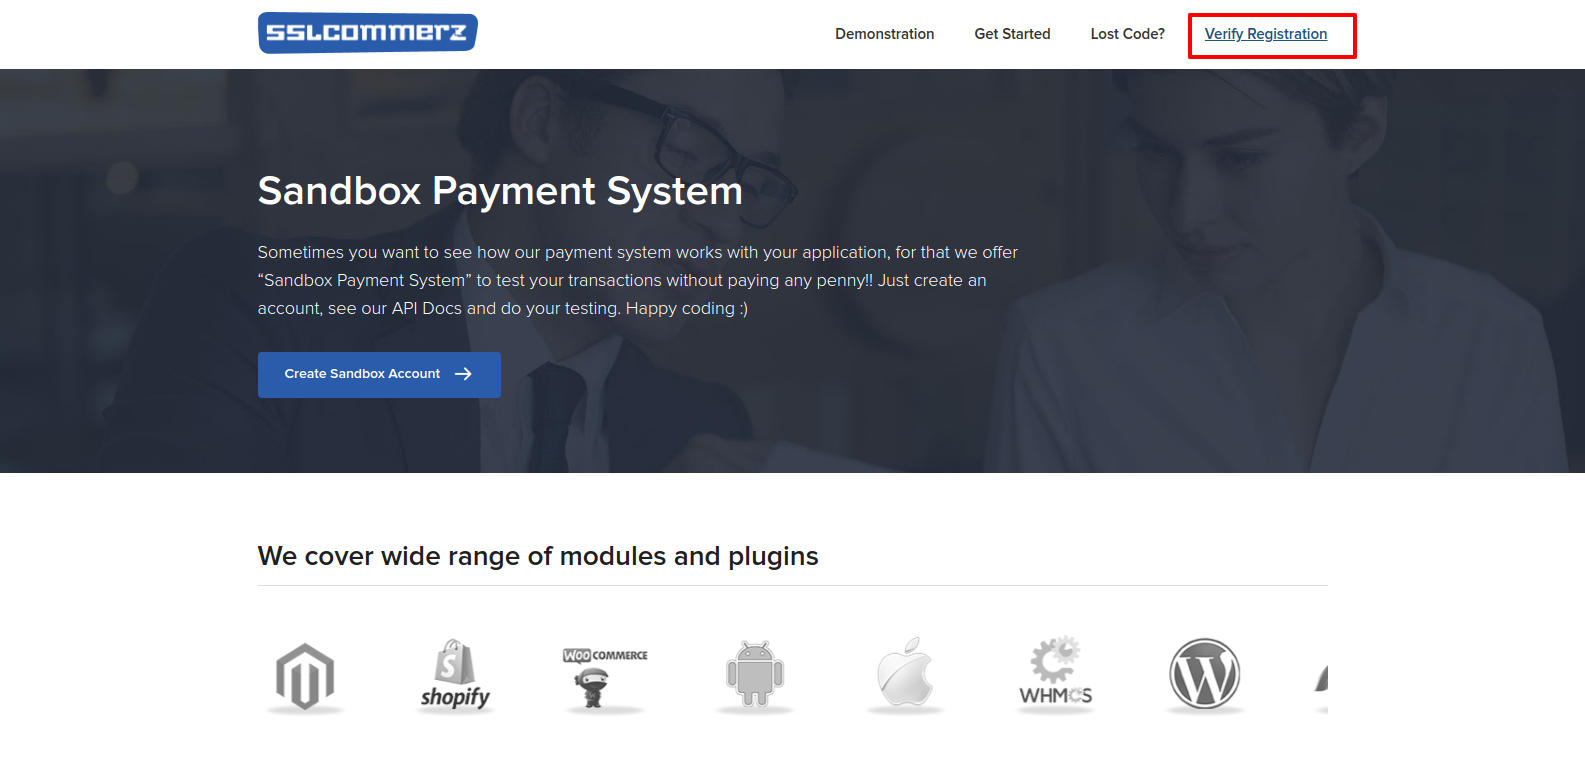 SSLCOMMERZ
Demonstration
Get Started
Lost Code?
Verify Registration
Sandbox Payment System
Sometimes you want to see how our payment system works with your application, for that we offer
“Sandbox Payment System” to test your transactions without paying any penny!! Just create an
account, see our API Docs and do your testing. Happy coding :)
Create Sandbox Account
We cover wide range of modules and plugins
shopify
WOO COMMERCE
WHMCS